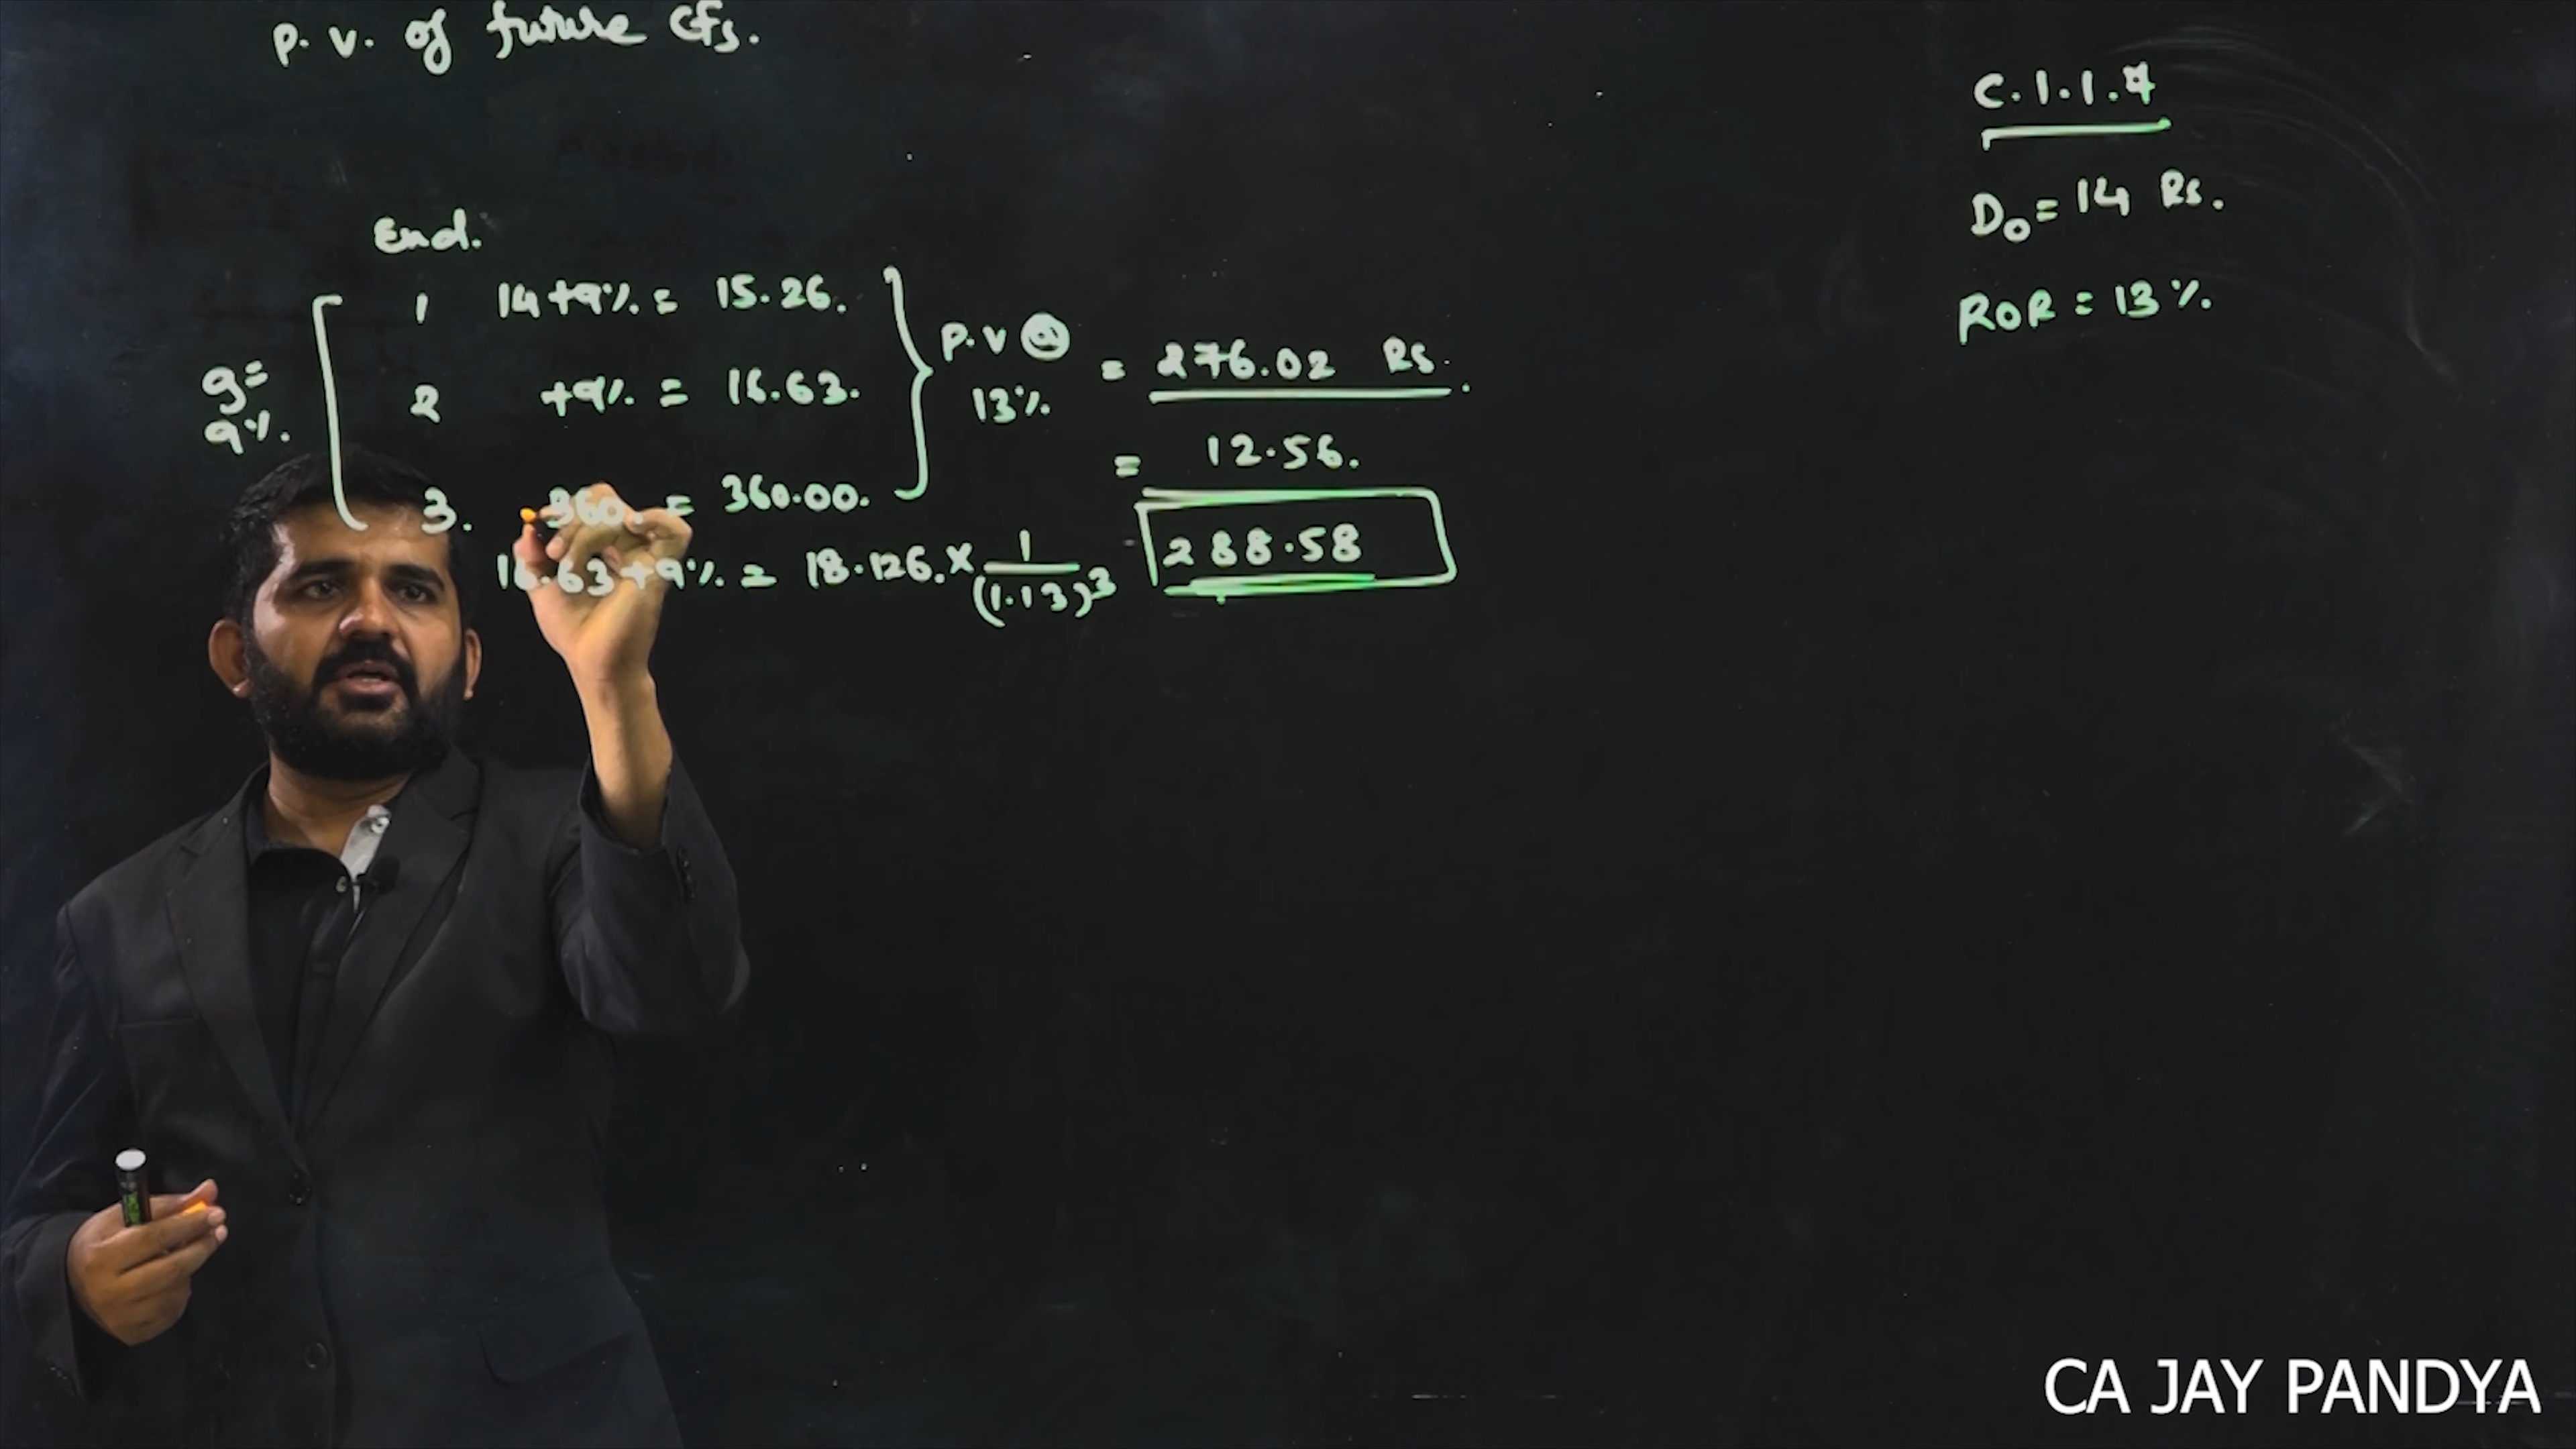 P. V. of future CFs.
C.1.1.7
D0 = 14 Rs.
ROR = 13%.
End.
g = 9%.
1 14 + 9% = 15.26.
2 + 9% = 16.63.
3. 360. = 360.00.
P.V @ 13% = 276.02 Rs.
= 12.56.
16.63 + 9% = 18.126. × 1/(1.13)3
288.58
CA JAY PANDYA